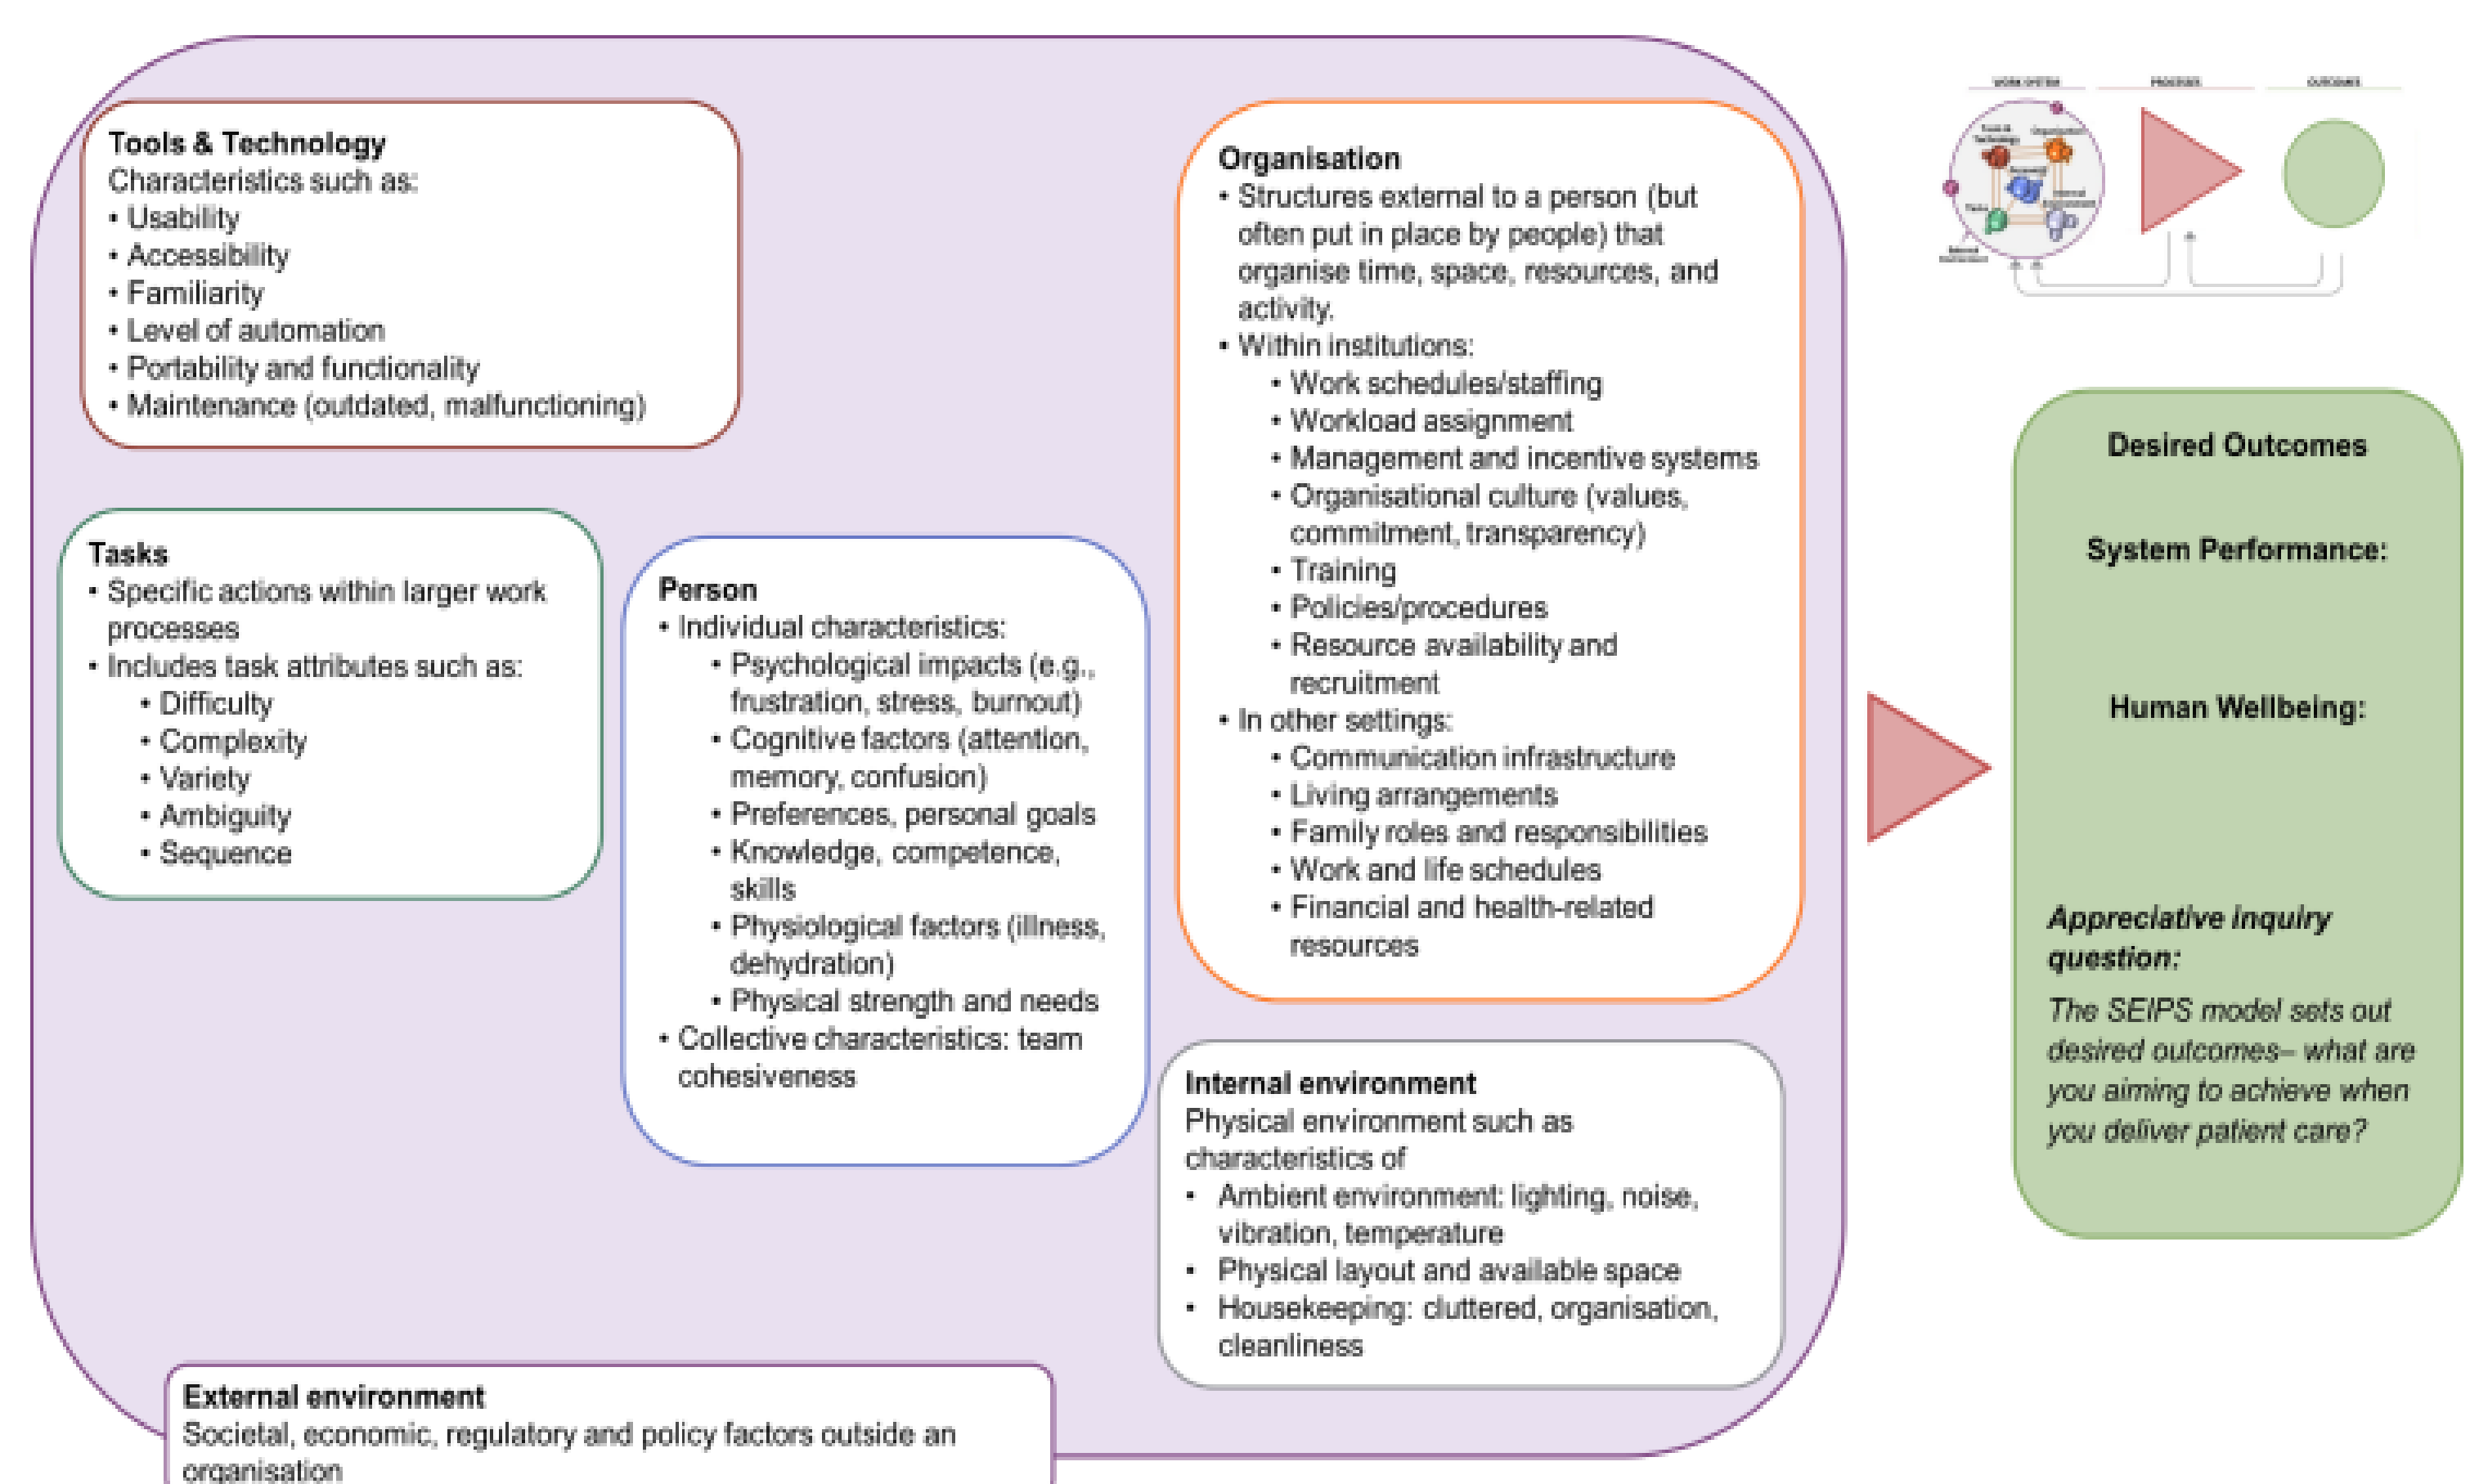 Tools & Technology
Characteristics such as:
• Usability
• Accessibility
• Familiarity
• Level of automation
• Portability and functionality
• Maintenance (outdated, malfunctioning)
Tasks
• Specific actions within larger work
processes
• Includes task attributes such as:
• Difficulty
• Complexity
• Variety
• Ambiguity
• Sequence
Person
• Individual characteristics:
• Psychological impacts (e.g.,
frustration, stress, burnout)
• Cognitive factors (attention,
memory, confusion)
• Preferences, personal goals
• Knowledge, competence,
skills
• Physiological factors (illness,
dehydration)
• Physical strength and needs
• Collective characteristics: team
cohesiveness
Organisation
• Structures external to a person (but
often put in place by people) that
organise time, space, resources, and
activity.
• Within institutions:
• Work schedules/staffing
• Workload assignment
• Management and incentive systems
• Organisational culture (values,
commitment, transparency)
• Training
• Policies/procedures
• Resource availability and
recruitment
• In other settings:
• Communication infrastructure
• Living arrangements
• Family roles and responsibilities
• Work and life schedules
• Financial and health-related
resources
Internal environment
Physical environment such as
characteristics of
• Ambient environment: lighting, noise,
vibration, temperature
• Physical layout and available space
• Housekeeping: cluttered, organisation,
cleanliness
External environment
Societal, economic, regulatory and policy factors outside an
organisation
WORK SYSTEM
PROCESSES
OUTCOMES
Desired Outcomes
System Performance:
Human Wellbeing:
Appreciative inquiry
question:
The SEIPS model sets out
desired outcomes– what are
you aiming to achieve when
you deliver patient care?